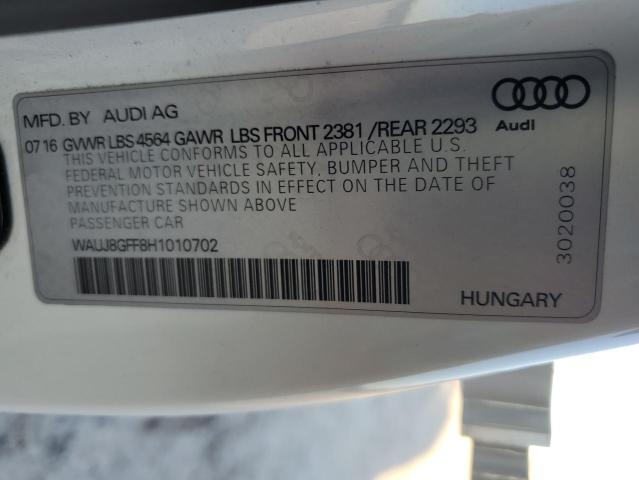 MFD. BY AUDI AG
07 16 GVWR LBS 4564 GAWR LBS FRONT 2381 /REAR 2293
THIS VEHICLE CONFORMS TO ALL APPLICABLE U.S.
FEDERAL MOTOR VEHICLE SAFETY, BUMPER AND THEFT
PREVENTION STANDARDS IN EFFECT ON THE DATE OF
MANUFACTURE SHOWN ABOVE
PASSENGER CAR
WAUJ8GFF8H1010702
HUNGARY
Audi
3020038